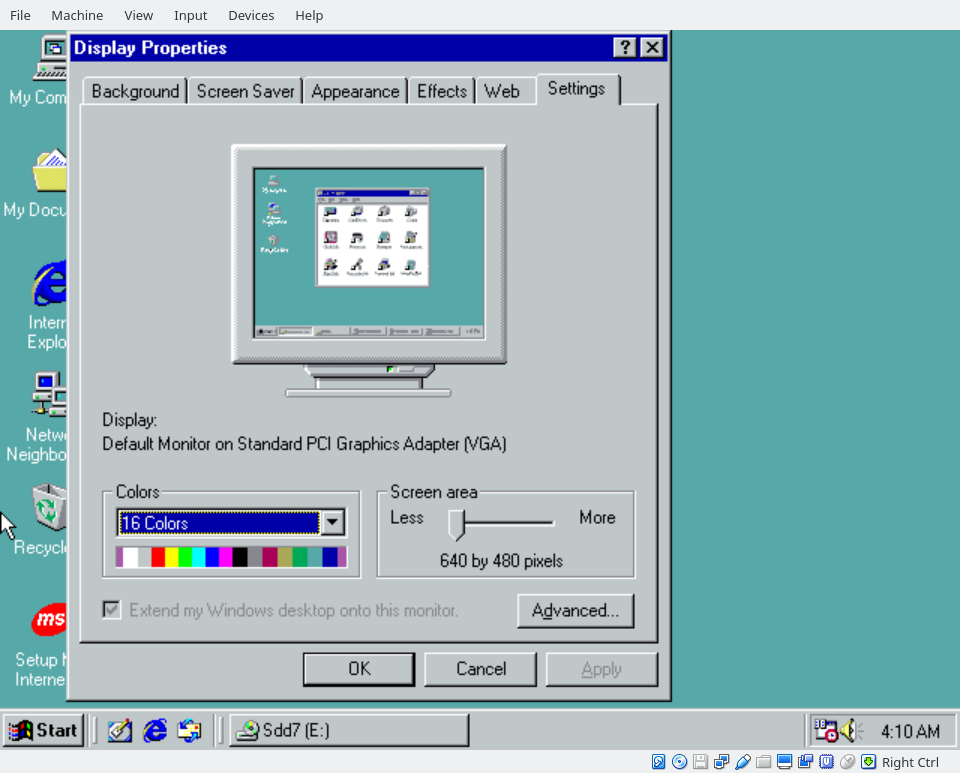 File Machine View Input Devices Help
Display Properties
Background Screen Saver Appearance Effects Web Settings
My Com
My Docu
Intern
Explo
Netw
Neighbo
Recycl
ms
Setup
Interne
Display:
Default Monitor on Standard PCI Graphics Adapter (VGA)
Colors
16 Colors
Screen area
Less More
640 by 480 pixels
Extend my Windows desktop onto this monitor.
Advanced...
OK Cancel Apply
Start Sdd7 (E:) 4:10 AM
Right Ctrl